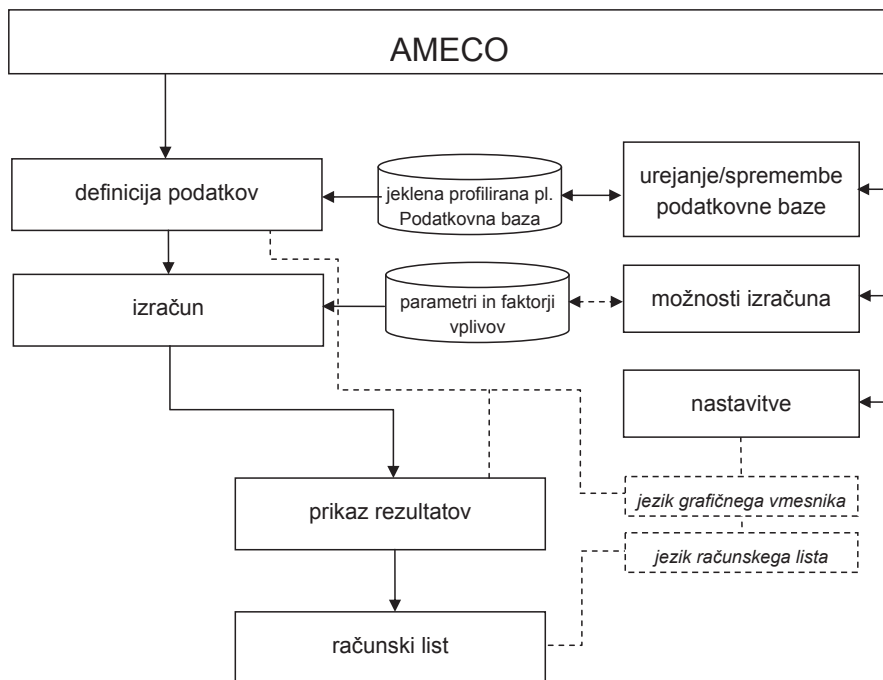 AMECO
definicija podatkov
jeklena profilirana pl.
Podatkovna baza
urejanje/spremembe
podatkovne baze
izračun
parametri in faktorji
vplivov
možnosti izračuna
nastavitve
prikaz rezultatov
jezik grafičnega vmesnika
jezik računskega lista
računski list